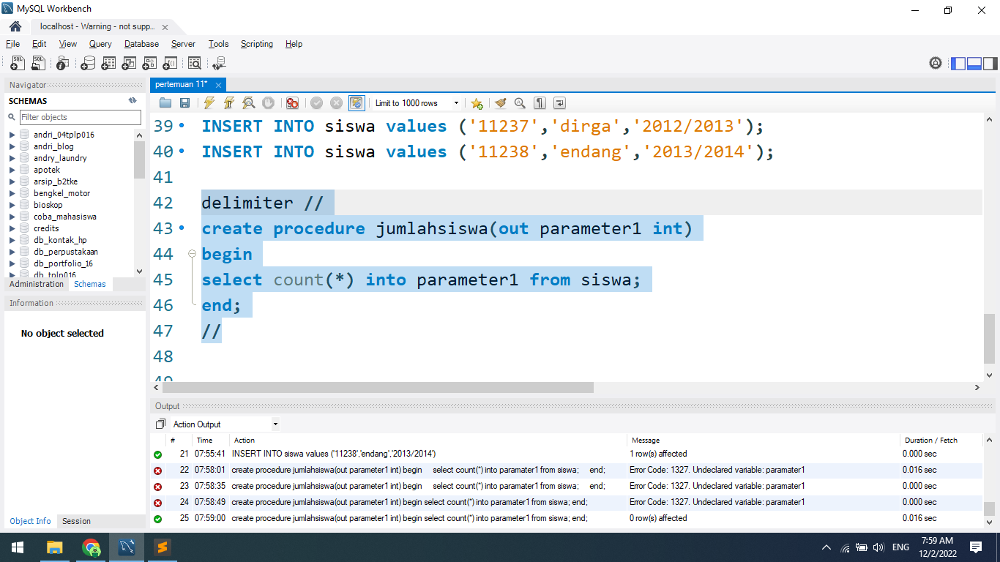 MySQL Workbench
localhost - Warning - not supp...
File Edit View Query Database Server Tools Scripting Help
Navigator
SCHEMAS
Filter objects
andri_04tplp016
andri_blog
andry_laundry
apotek
arsip_b2tke
bengkel_motor
bioskop
coba_mahasiswa
credits
db_kontak_hp
db_perpustakaan
db_portfolio_16
db_tplp016
Administration Schemas
Information
No object selected
Object Info Session
pertemuan 11*
Limit to 1000 rows
39 INSERT INTO siswa values ('11237','dirga','2012/2013');
40 INSERT INTO siswa values ('11238','endang','2013/2014');
41
42 delimiter //
43 create procedure jumlahsiswa(out parameter1 int)
44 begin
45 select count(*) into parameter1 from siswa;
46 end;
47 //
48
49
Output
Action Output
# Time Action Message Duration / Fetch
21 07:55:41 INSERT INTO siswa values ('11238','endang','2013/2014') 1 row(s) affected 0.000 sec
22 07:58:01 create procedure jumlahsiswa(out parameter1 int) begin select count(*) into paramater1 from siswa; end; Error Code: 1327. Undeclared variable: paramater1 0.016 sec
23 07:58:35 create procedure jumlahsiswa(out parameter1 int) begin select count(*) into paramater1 from siswa; end; Error Code: 1327. Undeclared variable: paramater1 0.000 sec
24 07:58:49 create procedure jumlahsiswa(out parameter1 int) begin select count(*) into paramater1 from siswa; end; Error Code: 1327. Undeclared variable: paramater1 0.000 sec
25 07:59:00 create procedure jumlahsiswa(out parameter1 int) begin select count(*) into parameter1 from siswa; end; 0 row(s) affected 0.016 sec
ENG
7:59 AM
12/2/2022